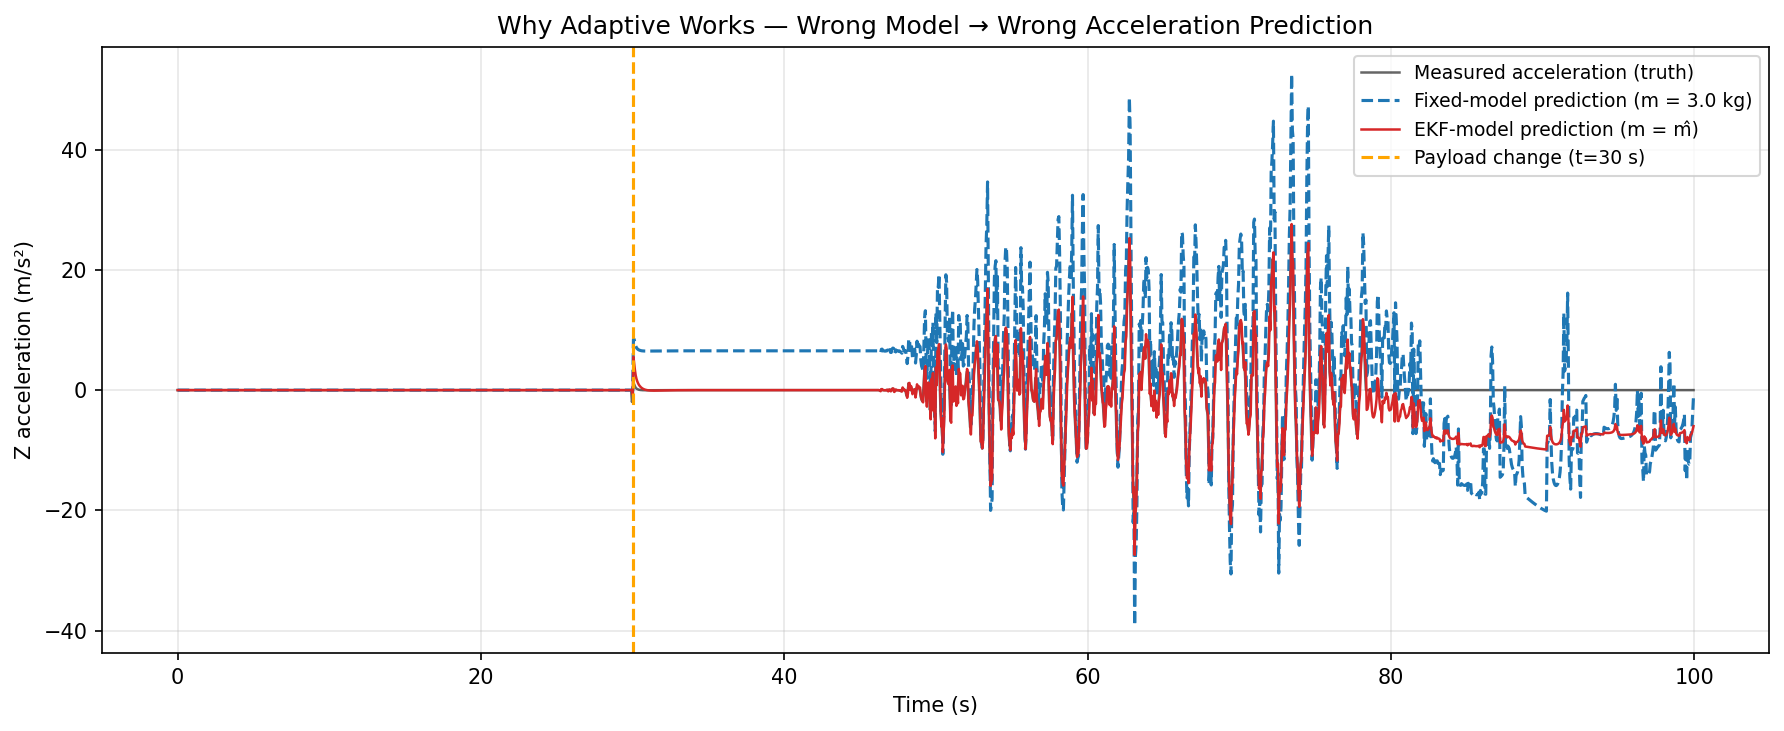 Why Adaptive Works — Wrong Model → Wrong Acceleration Prediction
Measured acceleration (truth)
Fixed-model prediction (m = 3.0 kg)
EKF-model prediction (m = m̂)
Payload change (t=30 s)
Z acceleration (m/s²)
40
20
0
−20
−40
0
20
40
60
80
100
Time (s)